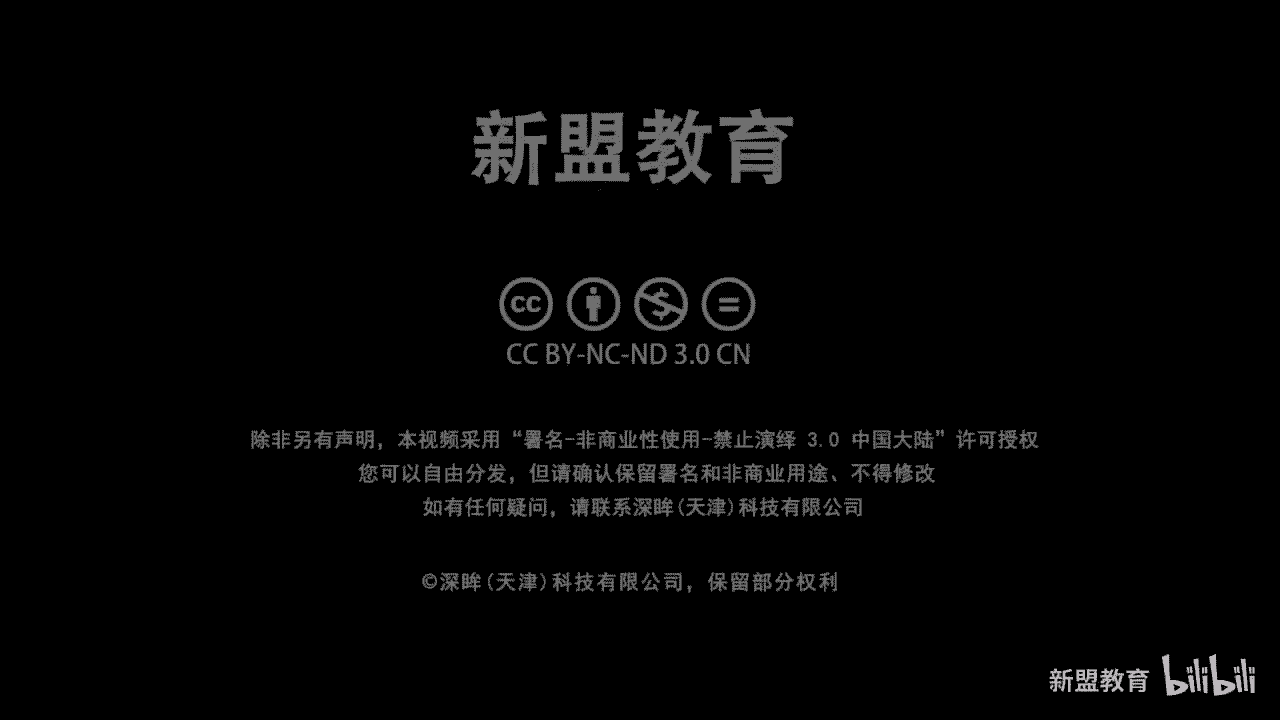 新盟教育
CC BY-NC-ND 3.0 CN
除非另有声明，本视频采用“署名-非商业性使用-禁止演绎 3.0 中国大陆”许可授权
您可以自由分发，但请确认保留署名和非商业用途、不得修改
如有任何疑问，请联系深眸(天津)科技有限公司
©深眸(天津)科技有限公司，保留部分权利
新盟教育 bilibili